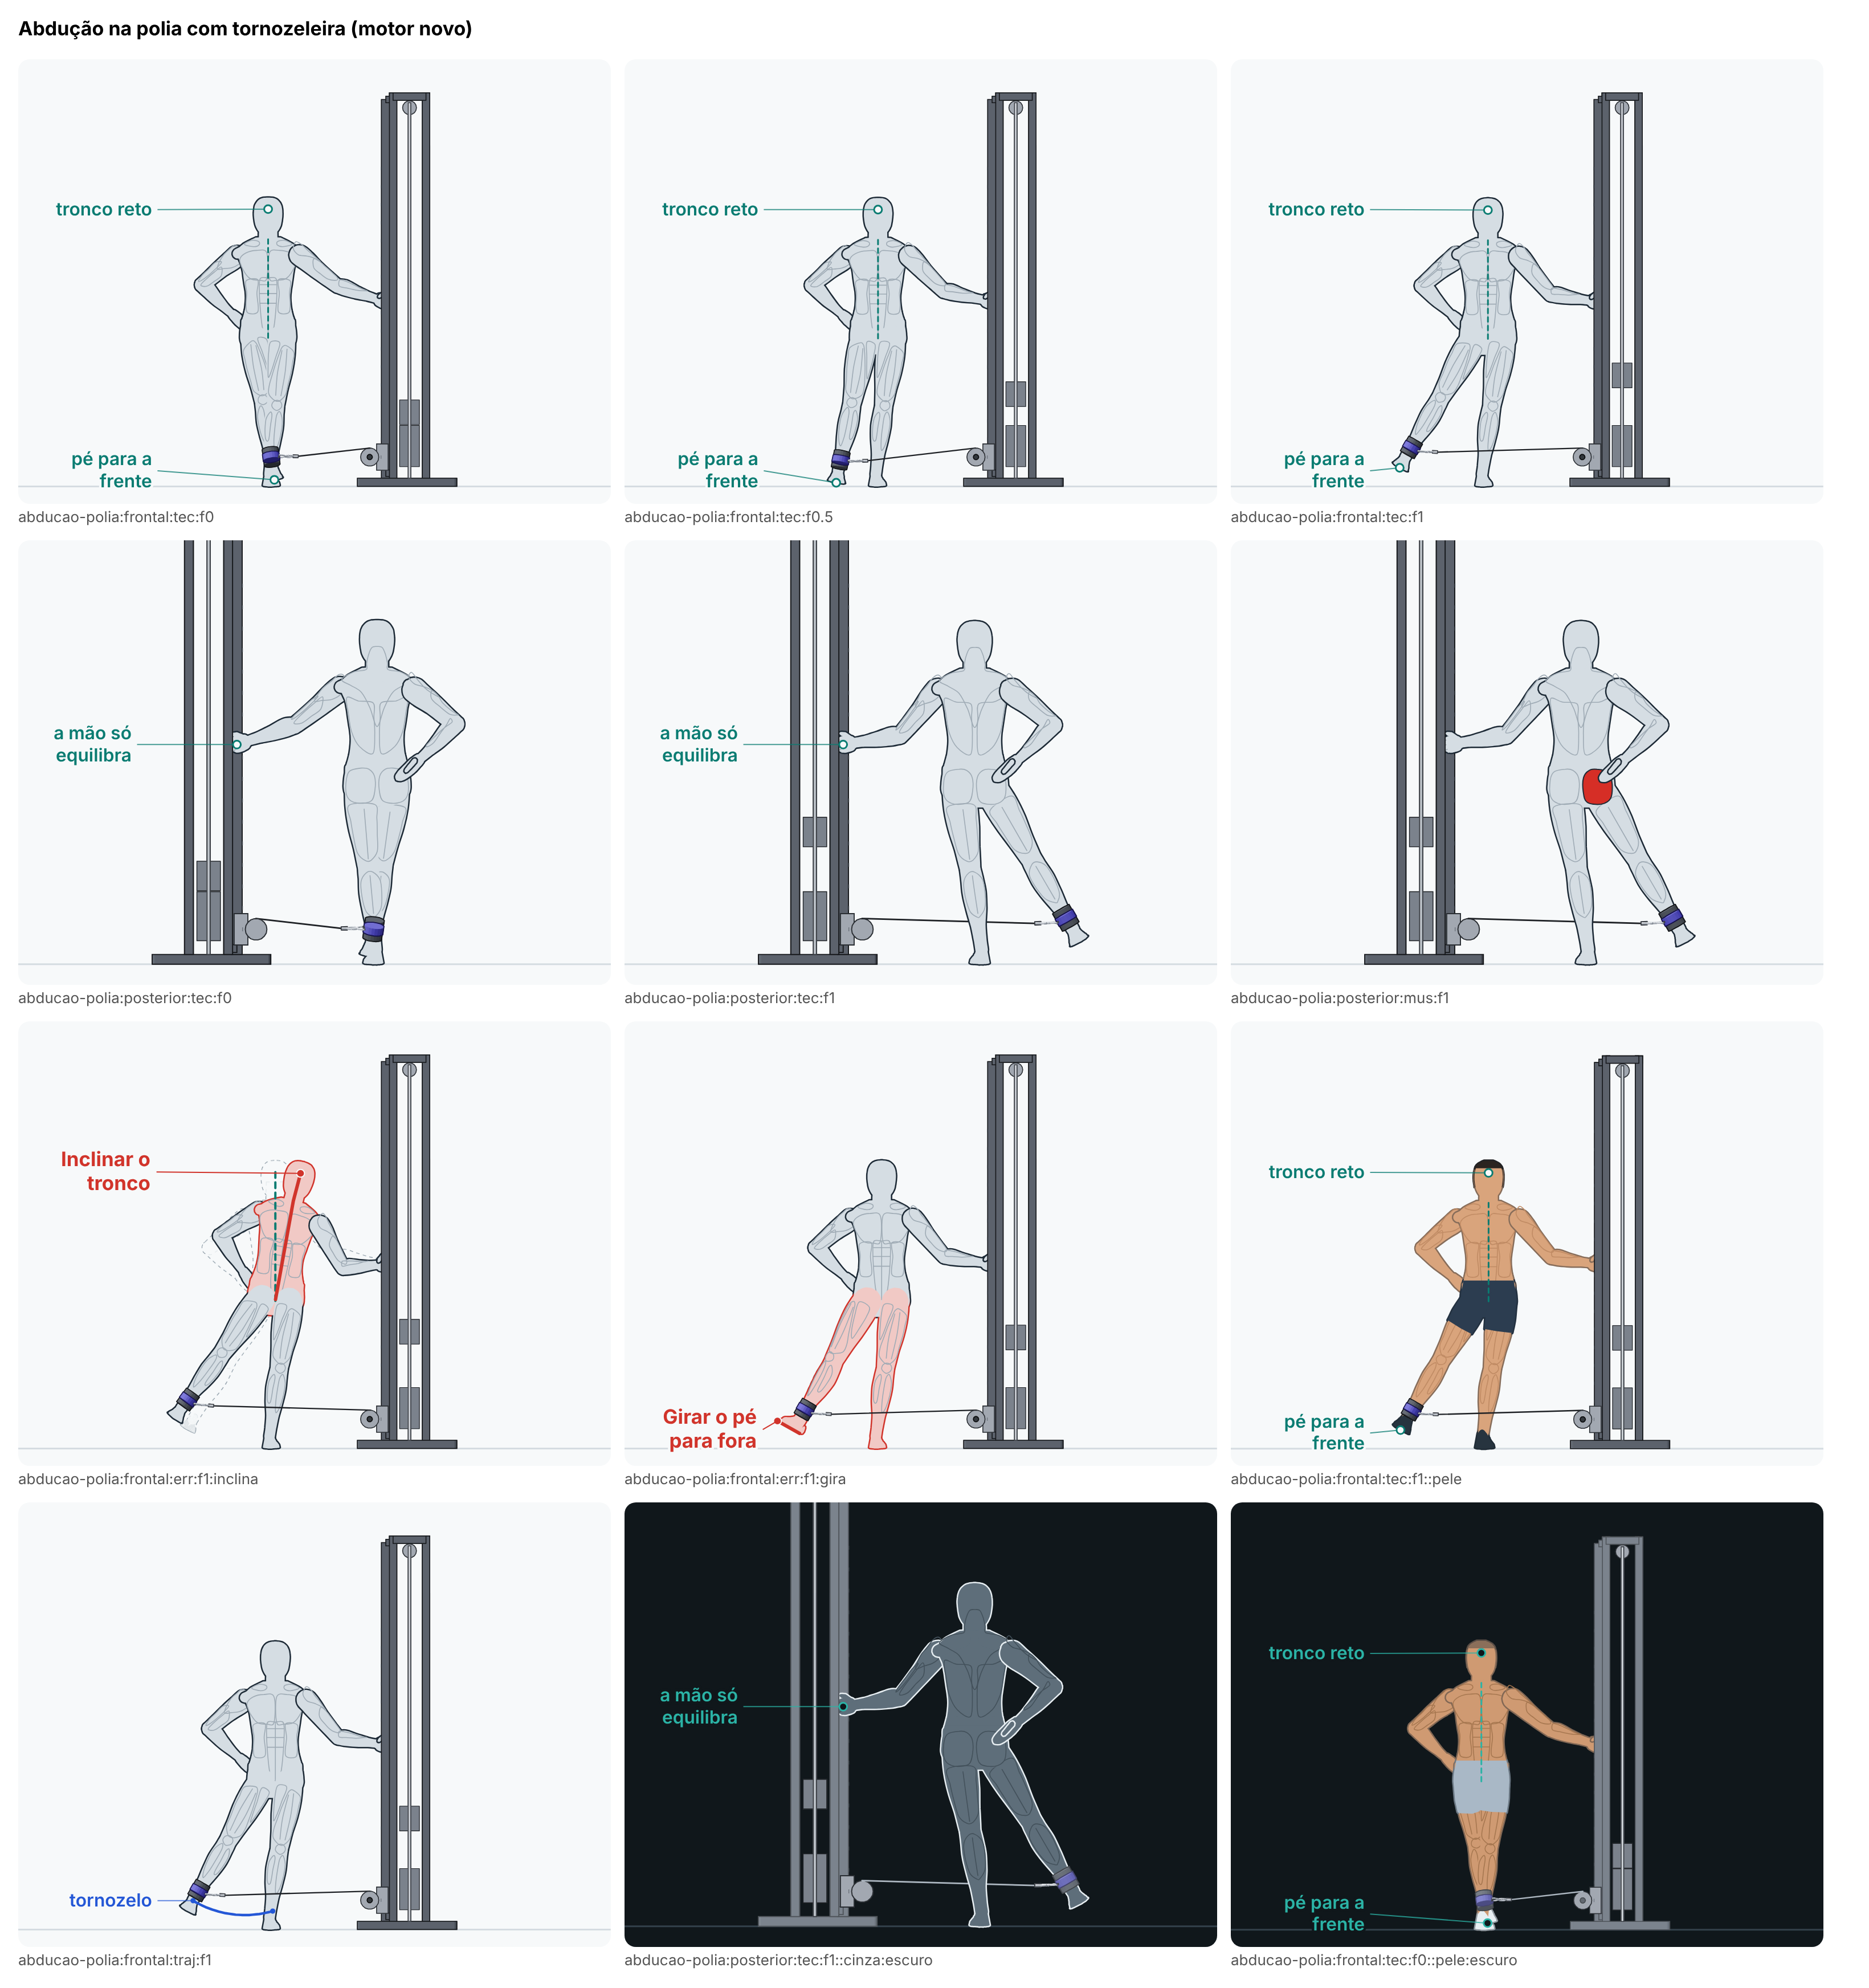 Abdução na polia com tornozeleira (motor novo)
tronco reto
pé para a
frente
abducao-polia:frontal:tec:f0
tronco reto
pé para a
frente
abducao-polia:frontal:tec:f0.5
tronco reto
pé para a
frente
abducao-polia:frontal:tec:f1
a mão só
equilibra
abducao-polia:posterior:tec:f0
a mão só
equilibra
abducao-polia:posterior:tec:f1
abducao-polia:posterior:mus:f1
Inclinar o
tronco
abducao-polia:frontal:err:f1:inclina
Girar o pé
para fora
abducao-polia:frontal:err:f1:gira
tronco reto
pé para a
frente
abducao-polia:frontal:tec:f1::pele
tornozelo
abducao-polia:frontal:traj:f1
a mão só
equilibra
abducao-polia:posterior:tec:f1::cinza:escuro
tronco reto
pé para a
frente
abducao-polia:frontal:tec:f0::pele:escuro